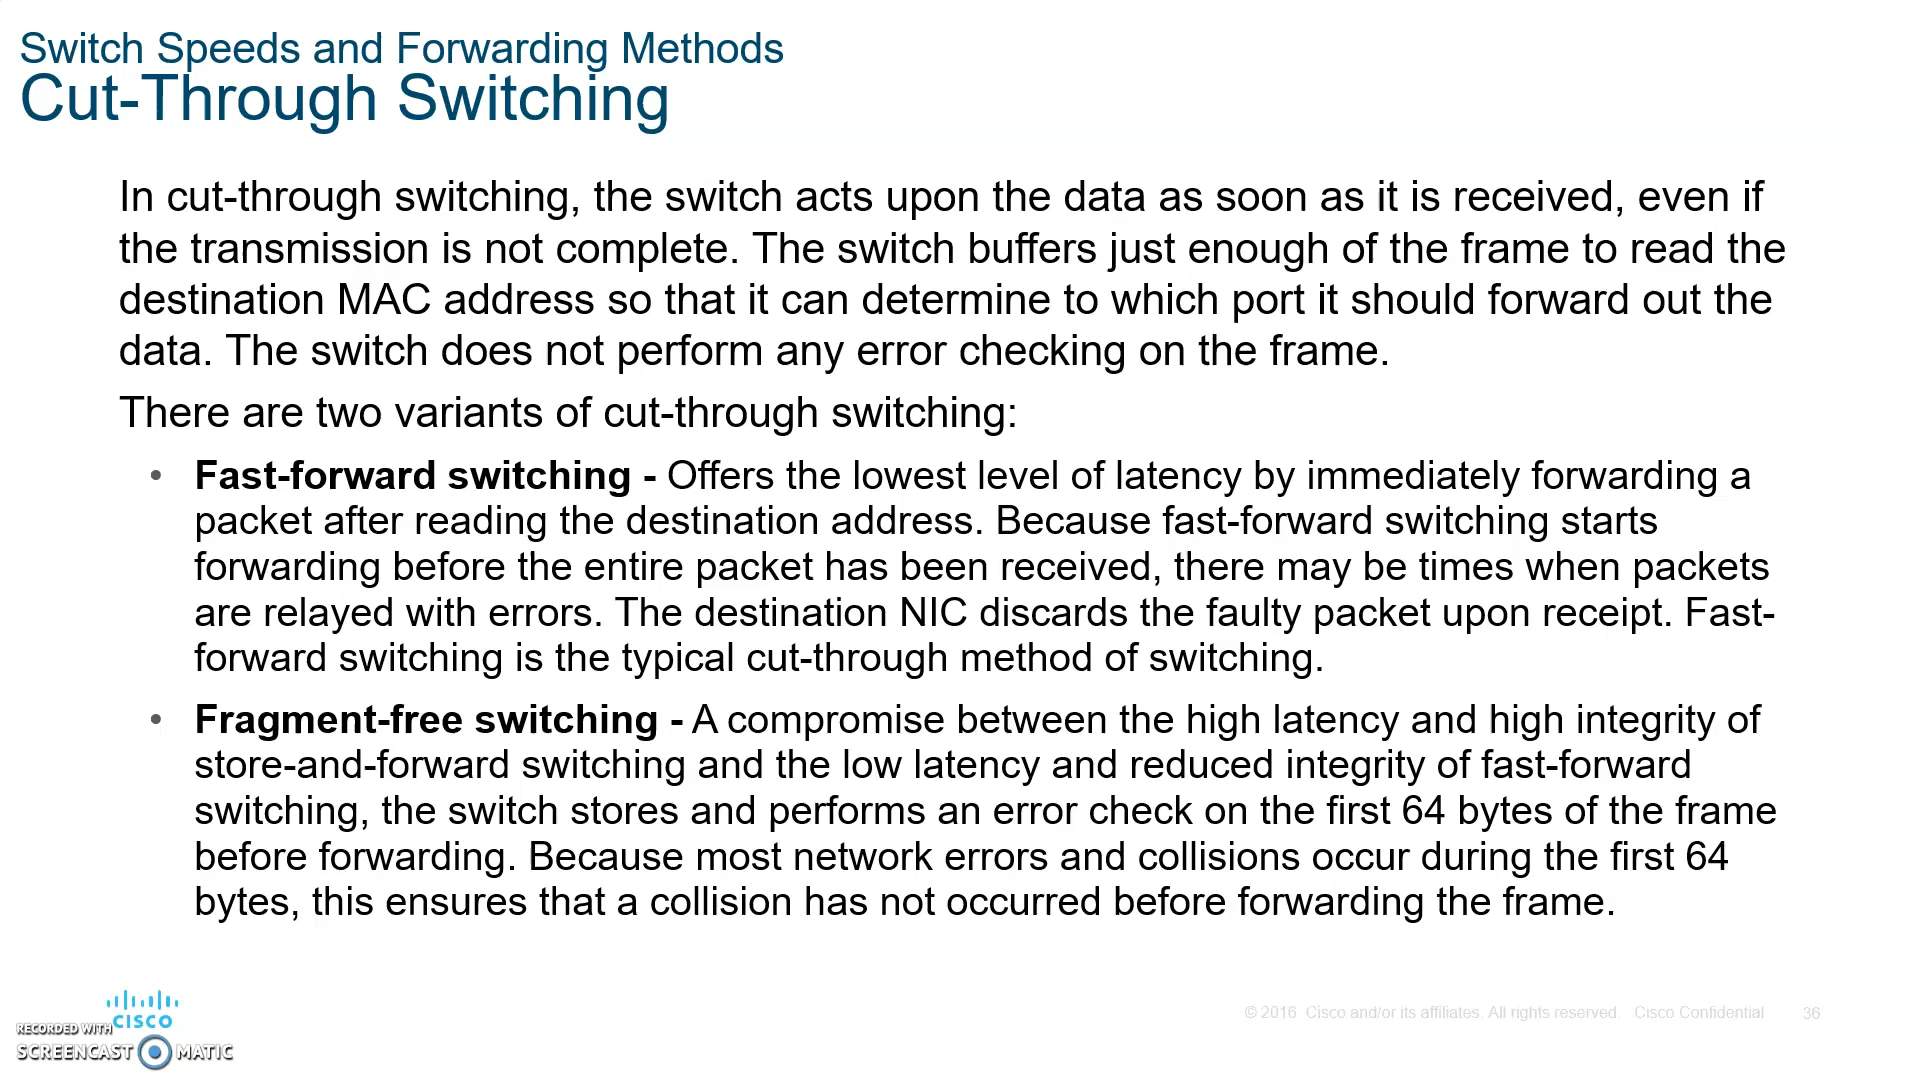 Switch Speeds and Forwarding Methods
Cut-Through Switching
In cut-through switching, the switch acts upon the data as soon as it is received, even if
the transmission is not complete. The switch buffers just enough of the frame to read the
destination MAC address so that it can determine to which port it should forward out the
data. The switch does not perform any error checking on the frame.
There are two variants of cut-through switching:
• Fast-forward switching - Offers the lowest level of latency by immediately forwarding a
packet after reading the destination address. Because fast-forward switching starts
forwarding before the entire packet has been received, there may be times when packets
are relayed with errors. The destination NIC discards the faulty packet upon receipt. Fast-
forward switching is the typical cut-through method of switching.
• Fragment-free switching - A compromise between the high latency and high integrity of
store-and-forward switching and the low latency and reduced integrity of fast-forward
switching, the switch stores and performs an error check on the first 64 bytes of the frame
before forwarding. Because most network errors and collisions occur during the first 64
bytes, this ensures that a collision has not occurred before forwarding the frame.
CISCO
RECORDED WITH
SCREENCAST MATIC
© 2016 Cisco and/or its affiliates. All rights reserved. Cisco Confidential 36